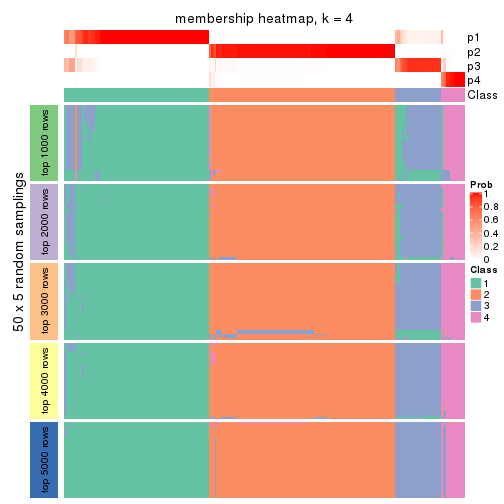 membership heatmap, k = 4
p1
p2
p3
p4
Class
50 x 5 random samplings
top 1000 rows
top 2000 rows
top 3000 rows
top 4000 rows
top 5000 rows
Prob
1
0.8
0.6
0.4
0.2
0
Class
1
2
3
4